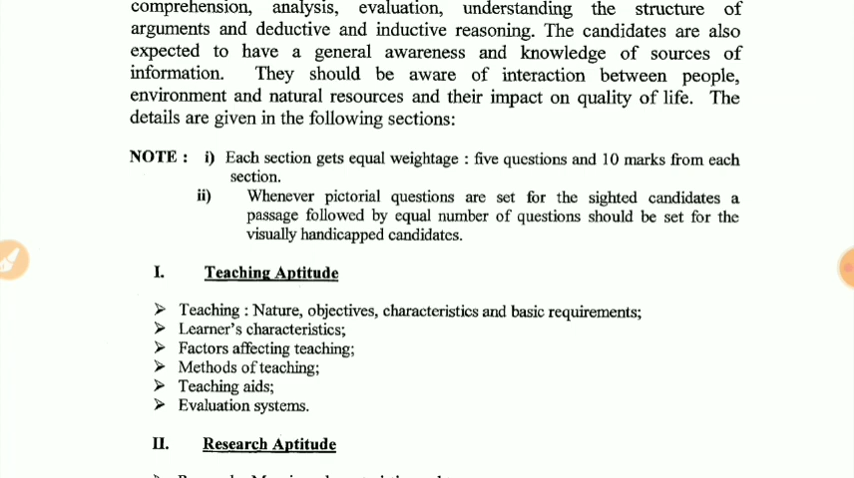 comprehension, analysis, evaluation, understanding the structure of
arguments and deductive and inductive reasoning. The candidates are also
expected to have a general awareness and knowledge of sources of
information. They should be aware of interaction between people,
environment and natural resources and their impact on quality of life. The
details are given in the following sections:
NOTE : i) Each section gets equal weightage : five questions and 10 marks from each
section.
ii) Whenever pictorial questions are set for the sighted candidates a
passage followed by equal number of questions should be set for the
visually handicapped candidates.
I. Teaching Aptitude
➢ Teaching : Nature, objectives, characteristics and basic requirements;
➢ Learner's characteristics;
➢ Factors affecting teaching;
➢ Methods of teaching;
➢ Teaching aids;
➢ Evaluation systems.
II. Research Aptitude